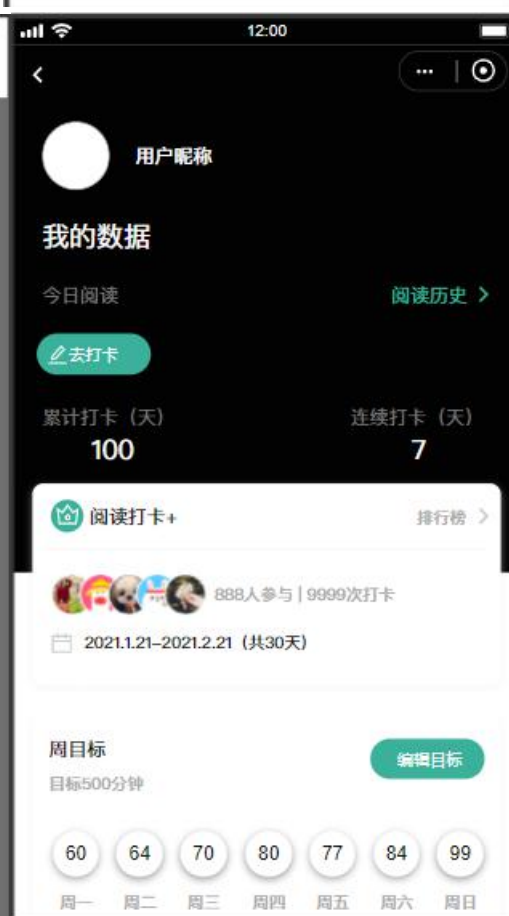 12:00
用户昵称
我的数据
今日阅读 阅读历史
去打卡
累计打卡（天） 连续打卡（天）
100 7
阅读打卡+ 排行榜
888人参与 | 9999次打卡
2021.1.21–2021.2.21（共30天）
周目标 编辑目标
目标500分钟
60 64 70 80 77 84 99
周一 周二 周三 周四 周五 周六 周日